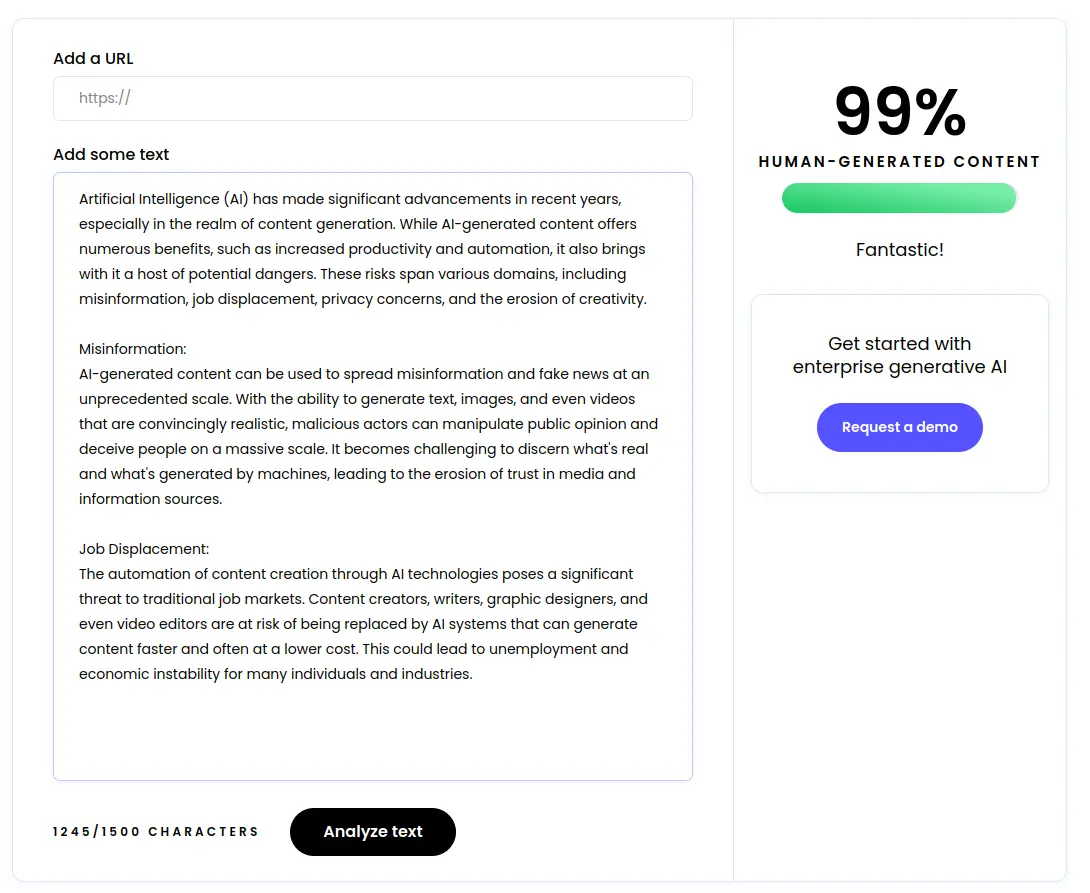 Add a URL
https://
Add some text
Artificial Intelligence (AI) has made significant advancements in recent years,
especially in the realm of content generation. While AI-generated content offers
numerous benefits, such as increased productivity and automation, it also brings
with it a host of potential dangers. These risks span various domains, including
misinformation, job displacement, privacy concerns, and the erosion of creativity.
Misinformation:
AI-generated content can be used to spread misinformation and fake news at an
unprecedented scale. With the ability to generate text, images, and even videos
that are convincingly realistic, malicious actors can manipulate public opinion and
deceive people on a massive scale. It becomes challenging to discern what's real
and what's generated by machines, leading to the erosion of trust in media and
information sources.
Job Displacement:
The automation of content creation through AI technologies poses a significant
threat to traditional job markets. Content creators, writers, graphic designers, and
even video editors are at risk of being replaced by AI systems that can generate
content faster and often at a lower cost. This could lead to unemployment and
economic instability for many individuals and industries.
1245/1500 CHARACTERS
Analyze text
99%
HUMAN-GENERATED CONTENT
Fantastic!
Get started with
enterprise generative AI
Request a demo